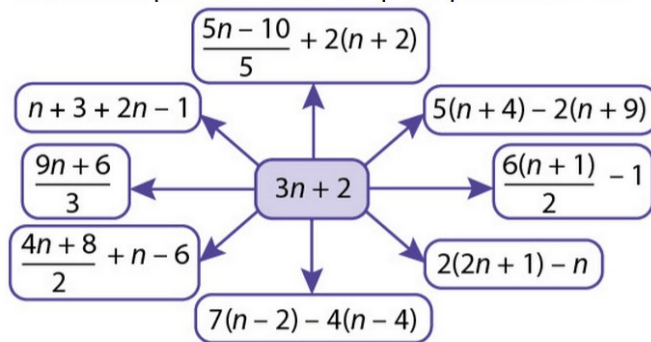 (5n – 10)/5 + 2(n + 2)
n + 3 + 2n – 1
5(n + 4) – 2(n + 9)
(9n + 6)/3
3n + 2
6(n + 1)/2 – 1
(4n + 8)/2 + n – 6
2(2n + 1) – n
7(n – 2) – 4(n – 4)